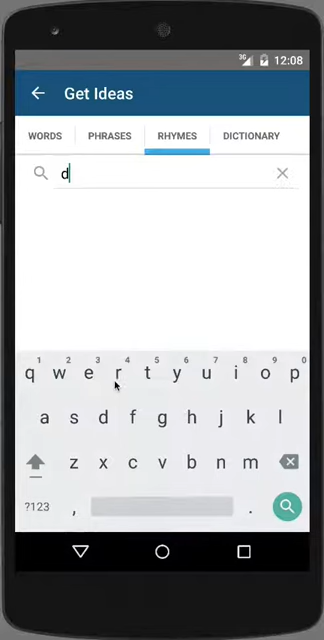 3G 12:08
Get Ideas
WORDS PHRASES RHYMES DICTIONARY
d
1 2 3 4 5 6 7 8 9 0
q w e r t y u i o p
a s d f g h j k l
z x c v b n m
?123 , .